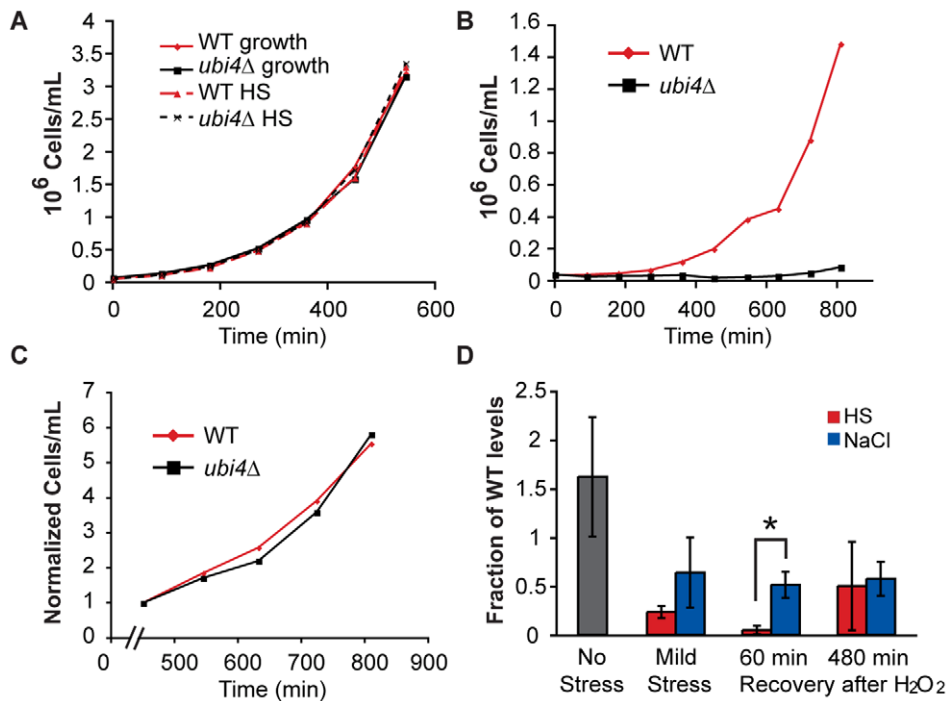 A
4
3.5
3
2.5
2
1.5
1
0.5
0
10^6 Cells/mL
WT growth
ubi4Δ growth
WT HS
ubi4Δ HS
0 200 400 600
Time (min)
B
1.6
1.4
1.2
1.0
0.8
0.6
0.4
0.2
0
10^6 Cells/mL
WT
ubi4Δ
0 200 400 600 800
Time (min)
C
7
6
5
4
3
2
1
0
Normalized Cells/mL
WT
ubi4Δ
0 500 600 700 800 900
Time (min)
D
2.5
2
1.5
1
0.5
0
Fraction of WT levels
HS
NaCl
*
No Stress
Mild Stress
60 min 480 min
Recovery after H₂O₂